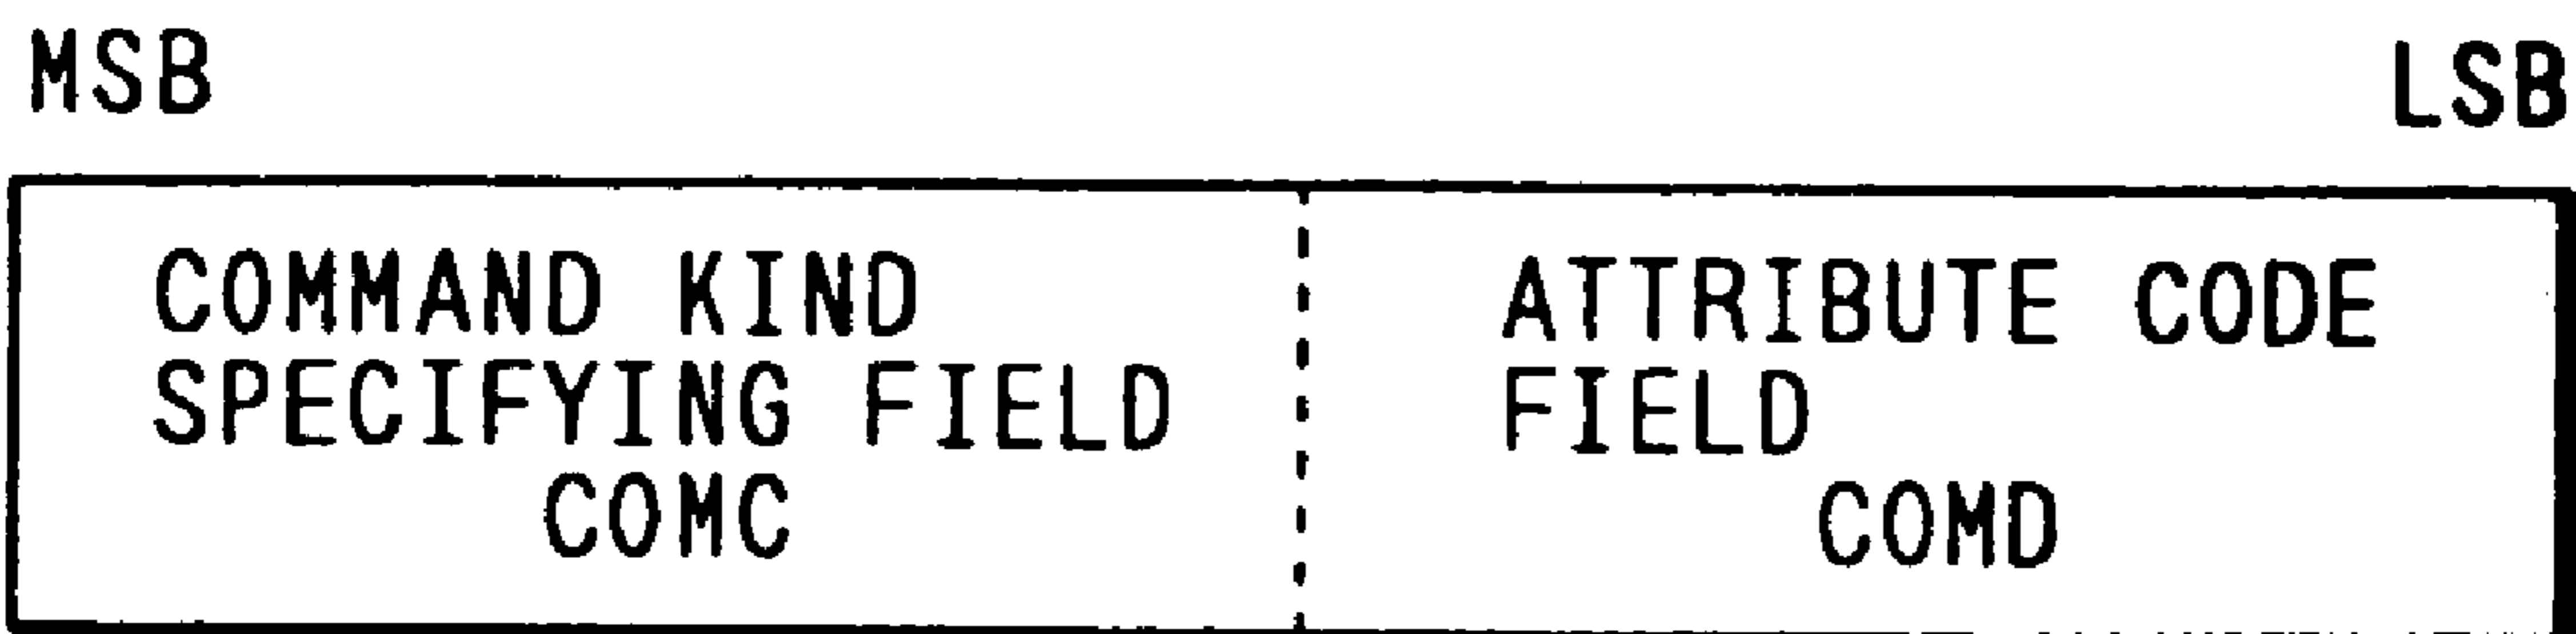 MSB LSB
COMMAND KIND
SPECIFYING FIELD
COMC
ATTRIBUTE CODE
FIELD
COMD